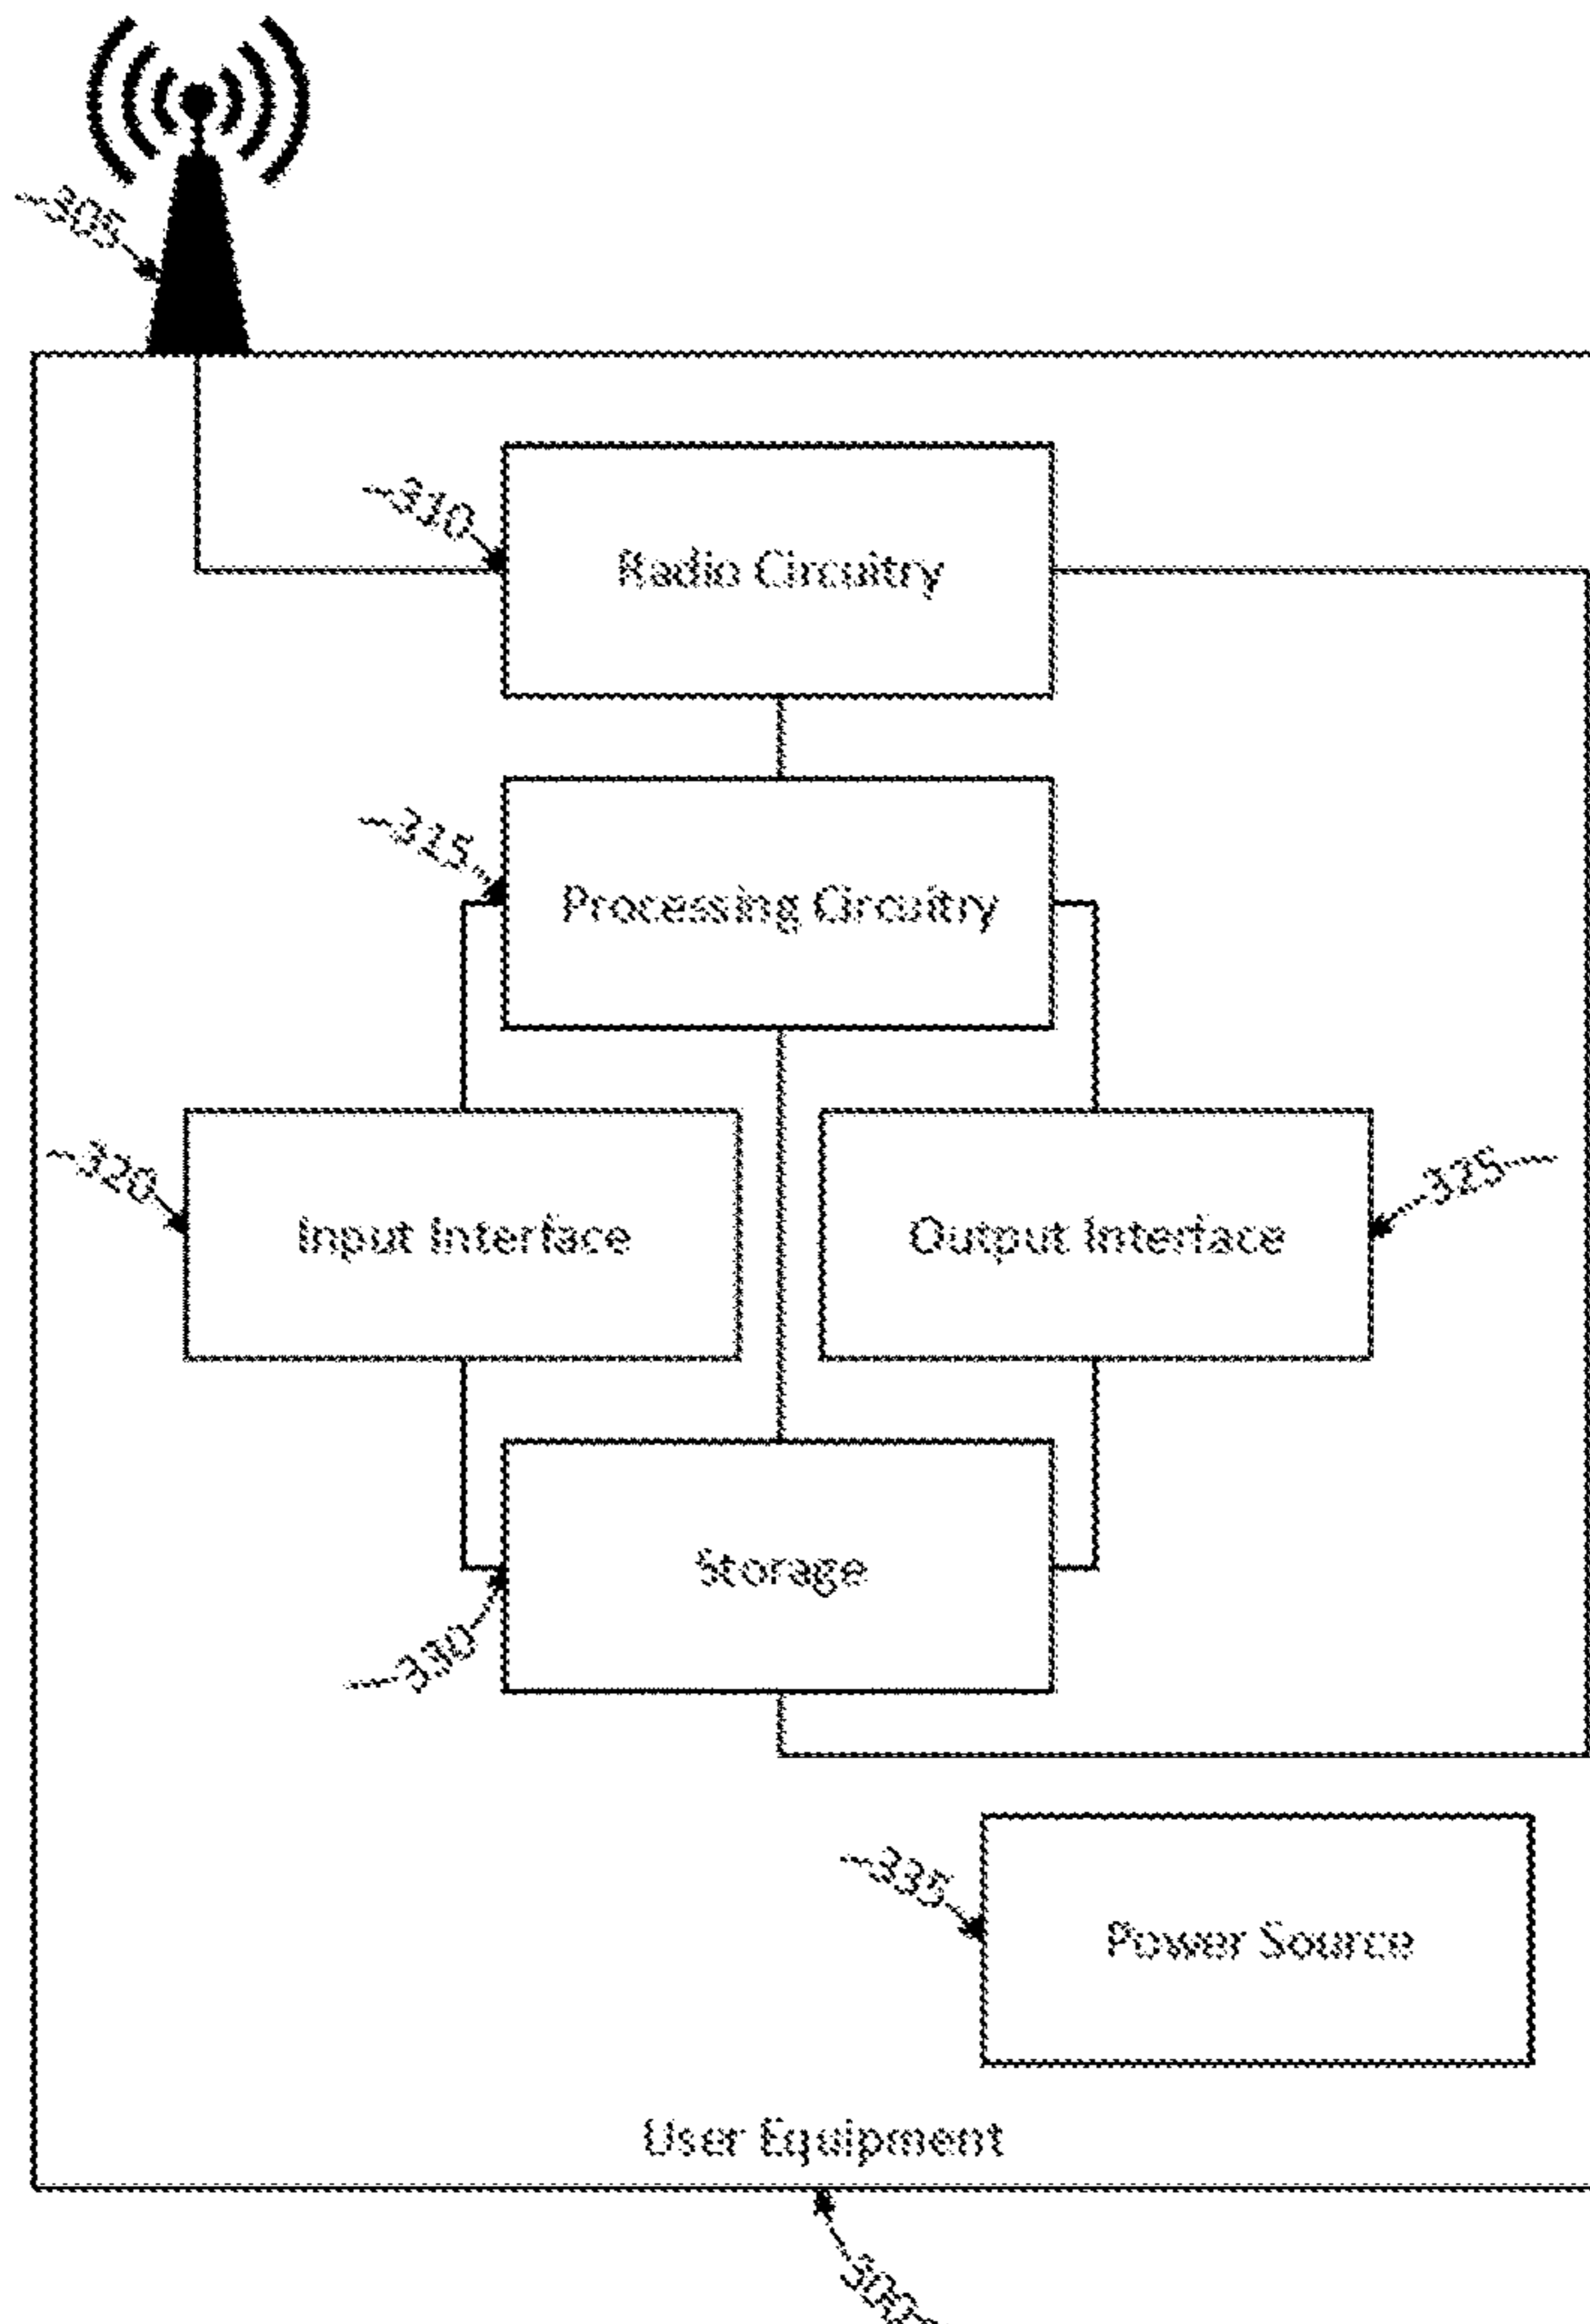 305
310
Radio Circuitry
315
Processing Circuitry
320
325
Input Interface
Output Interface
Storage
330
335
Power Source
User Equipment
300